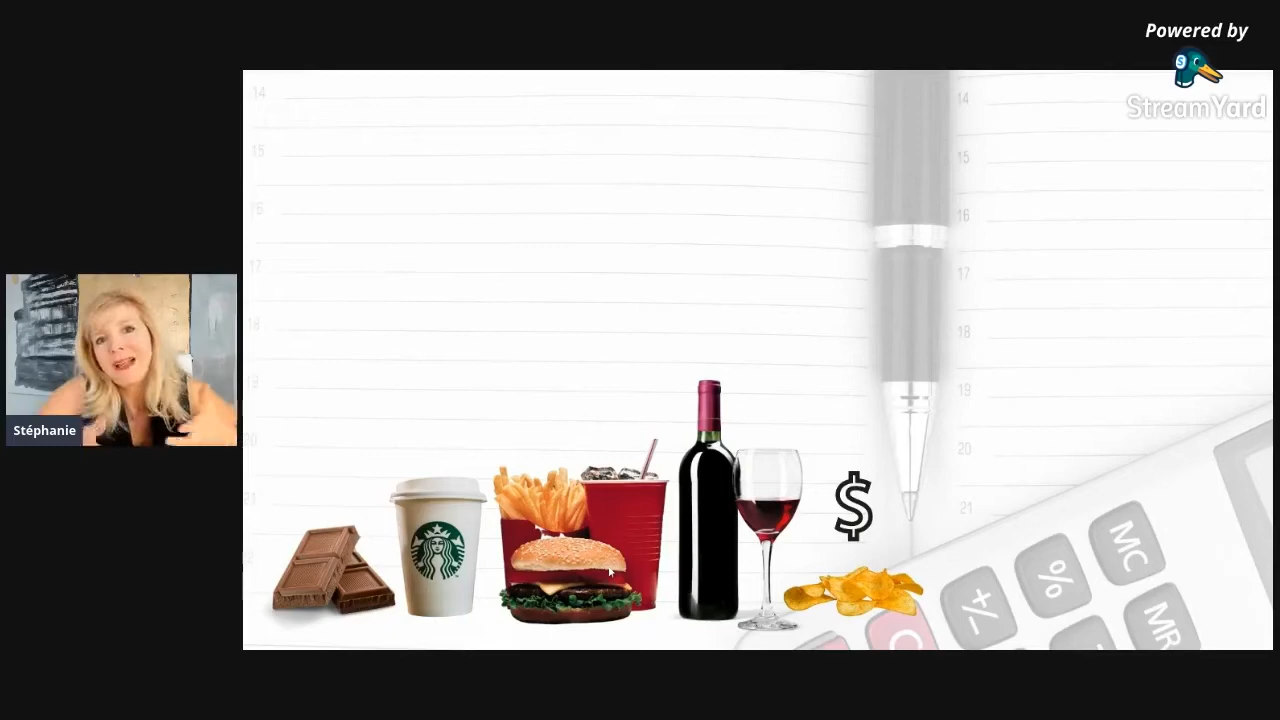 Powered by
StreamYard
S
14
15
16
17
18
19
20
21
14
15
16
17
18
19
20
21
Stéphanie
$
MC
%
+/-
MR
C